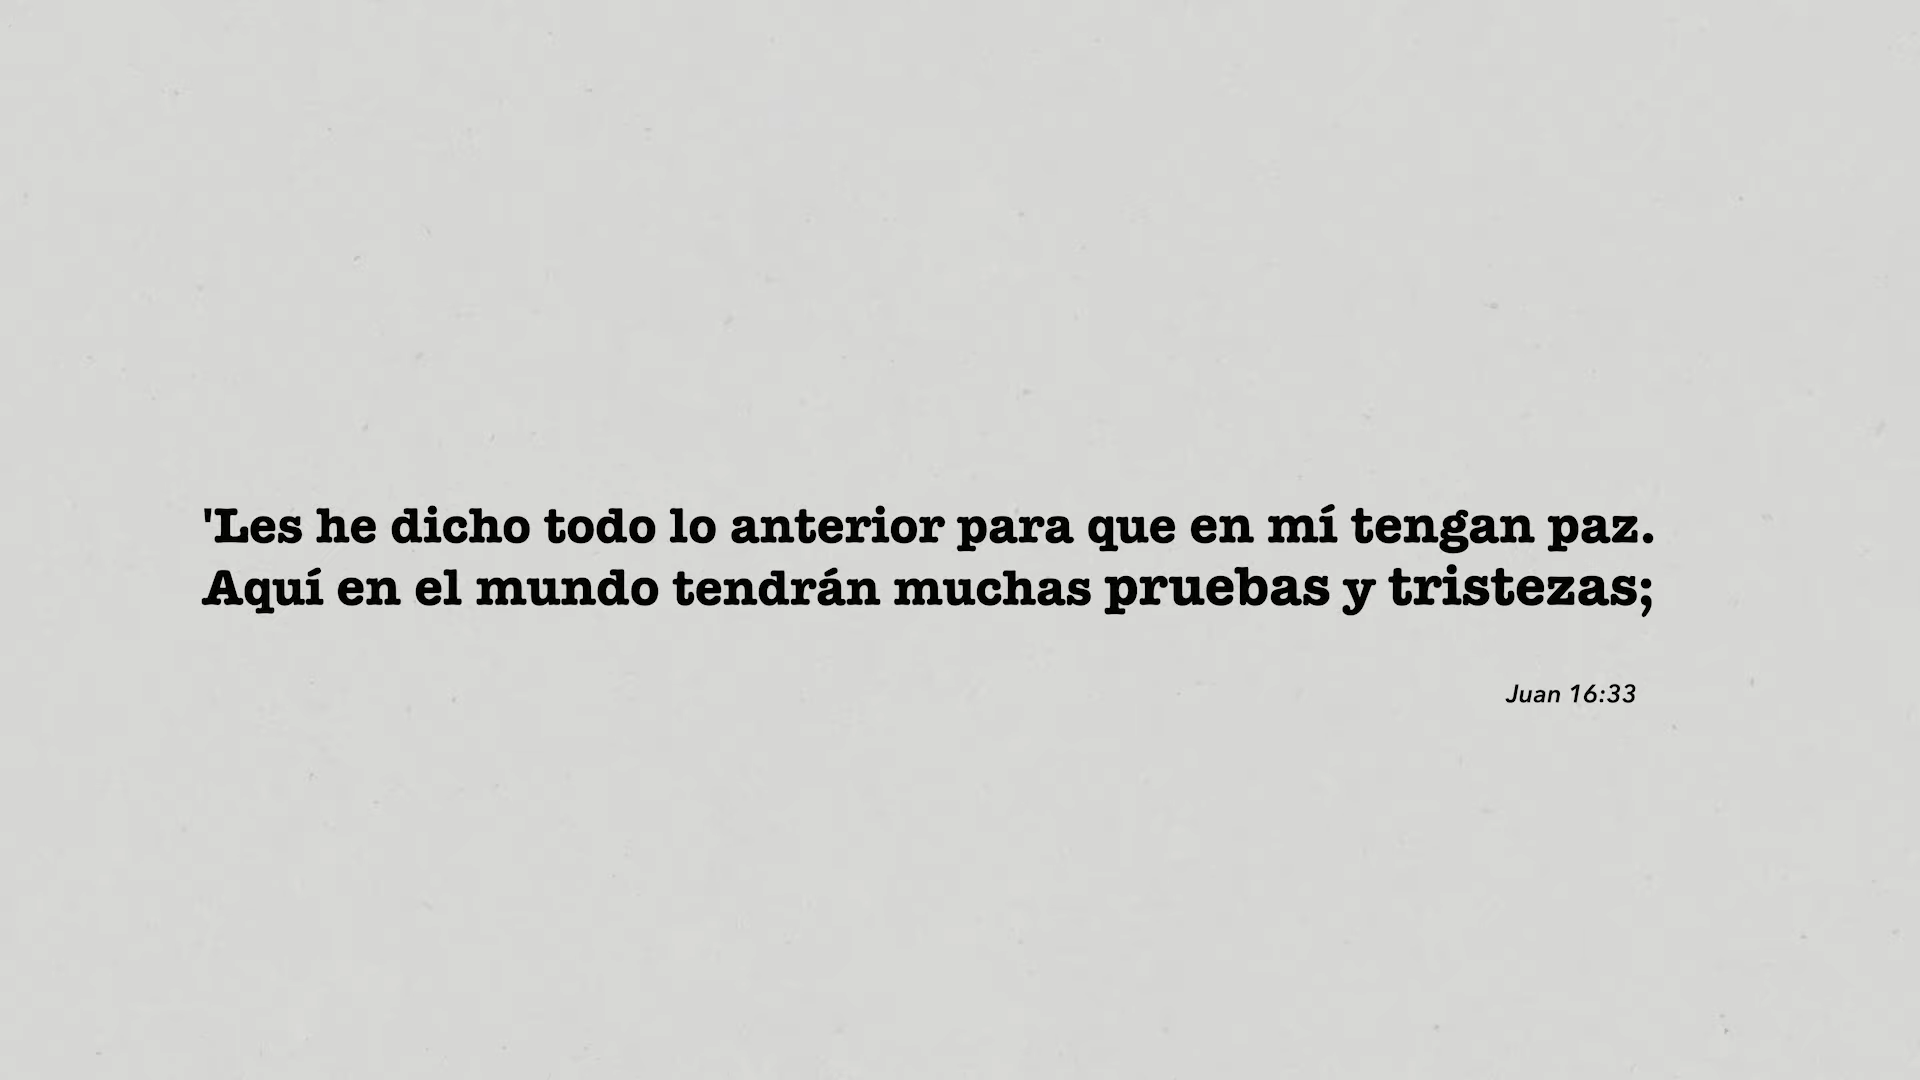 'Les he dicho todo lo anterior para que en mí tengan paz.
Aquí en el mundo tendrán muchas pruebas y tristezas;
Juan 16:33